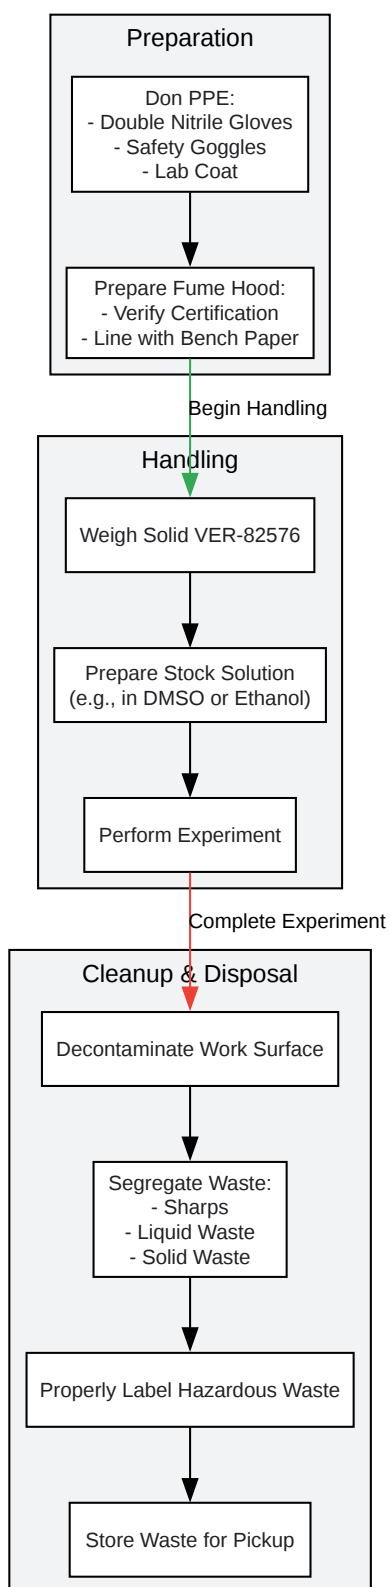 Preparation
Don PPE:
- Double Nitrile Gloves
- Safety Goggles
- Lab Coat
Prepare Fume Hood:
- Verify Certification
- Line with Bench Paper
Begin Handling
Handling
Weigh Solid VER-82576
Prepare Stock Solution
(e.g., in DMSO or Ethanol)
Perform Experiment
Complete Experiment
Cleanup & Disposal
Decontaminate Work Surface
Segregate Waste:
- Sharps
- Liquid Waste
- Solid Waste
Properly Label Hazardous Waste
Store Waste for Pickup